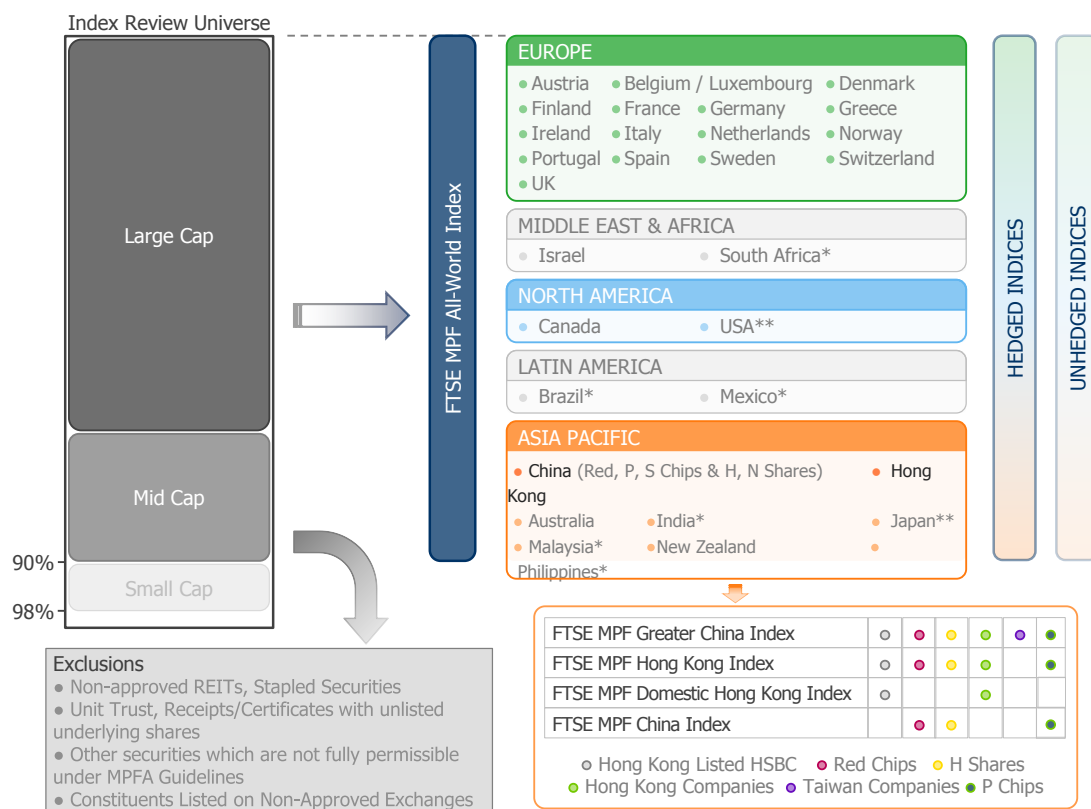 Index Review Universe
Large Cap
Mid Cap
90%
Small Cap
98%
FTSE MPF All-World Index
EUROPE
● Austria ● Belgium / Luxembourg ● Denmark
● Finland ● France ● Germany ● Greece
● Ireland ● Italy ● Netherlands ● Norway
● Portugal ● Spain ● Sweden ● Switzerland
● UK
MIDDLE EAST & AFRICA
● Israel ● South Africa*
NORTH AMERICA
● Canada ● USA**
LATIN AMERICA
● Brazil* ● Mexico*
ASIA PACIFIC
● China (Red, P, S Chips & H, N Shares) ● Hong
Kong
● Australia ●India* ● Japan**
● Malaysia* ●New Zealand ●
Philippines*
HEDGED INDICES
UNHEDGED INDICES
Exclusions
● Non-approved REITs, Stapled Securities
● Unit Trust, Receipts/Certificates with unlisted
underlying shares
● Other securities which are not fully permissible
under MPFA Guidelines
● Constituents Listed on Non-Approved Exchanges
FTSE MPF Greater China Index
FTSE MPF Hong Kong Index
FTSE MPF Domestic Hong Kong Index
FTSE MPF China Index
Hong Kong Listed HSBC Red Chips H Shares
Hong Kong Companies Taiwan Companies P Chips